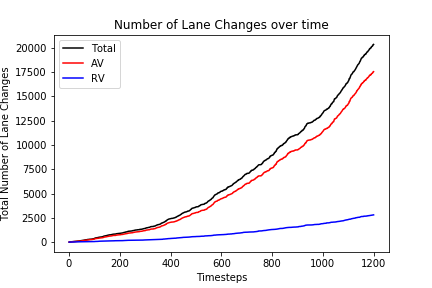 Number of Lane Changes over time
Total Number of Lane Changes
20000
17500
15000
12500
10000
7500
5000
2500
0
Total
AV
RV
0 200 400 600 800 1000 1200
Timesteps